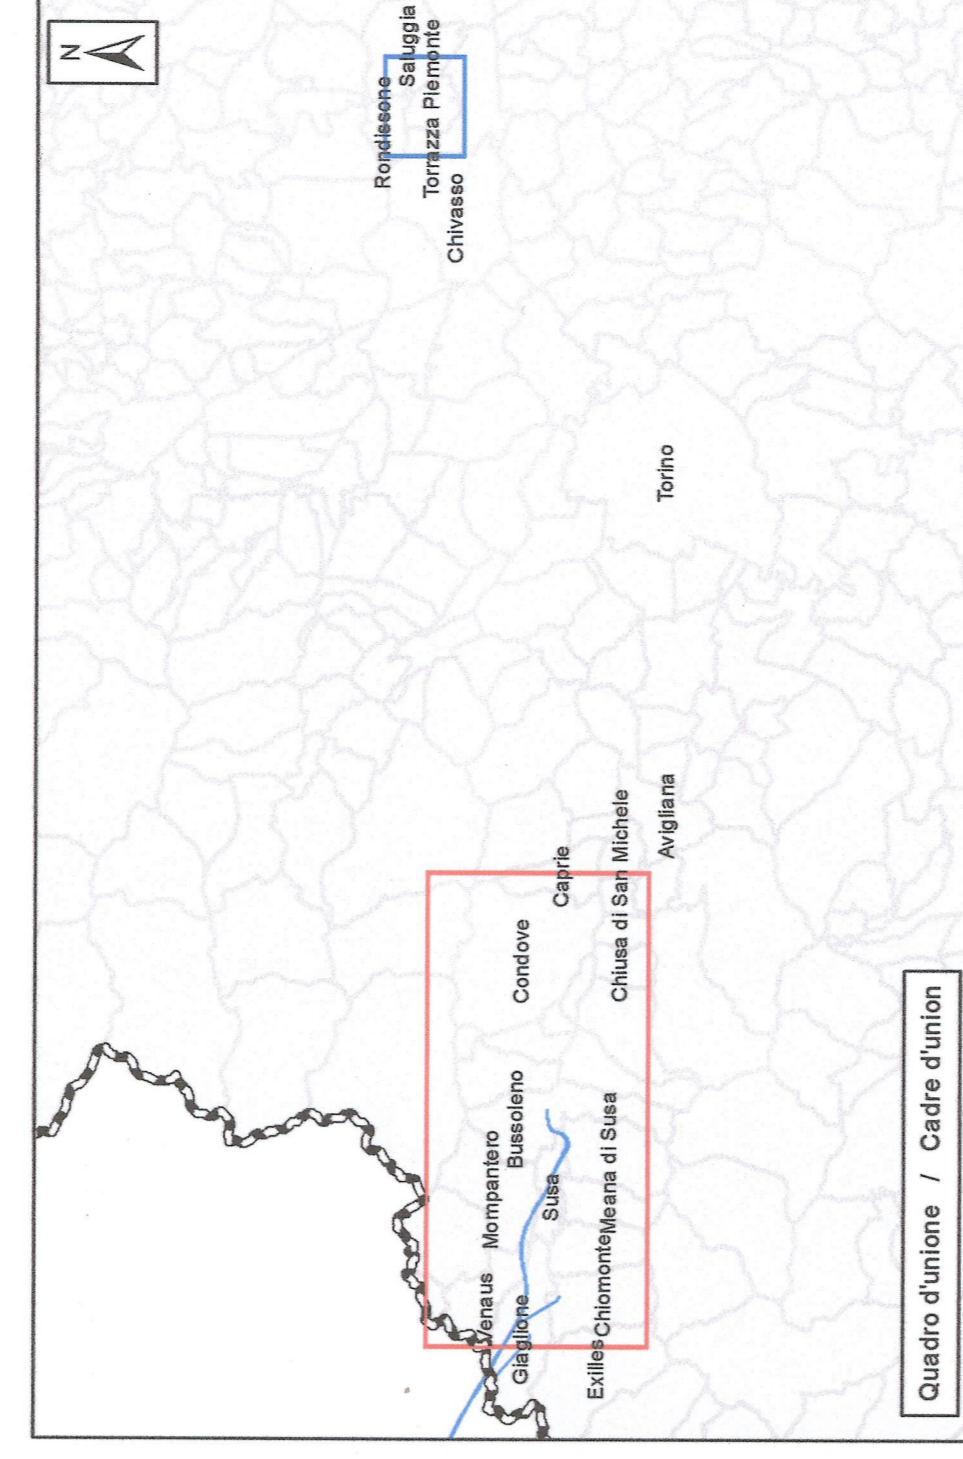 N
Saluggia
Rondissone
Torrazza Piemonte
Chivasso
Torino
Avigliana
Caprie
Chiusa di San Michele
Condove
Bussoleno
Mompantero
Susa
Meana di Susa
Venaus
Giaglione
Chiomonte
Exilles
Quadro d'unione / Cadre d'union